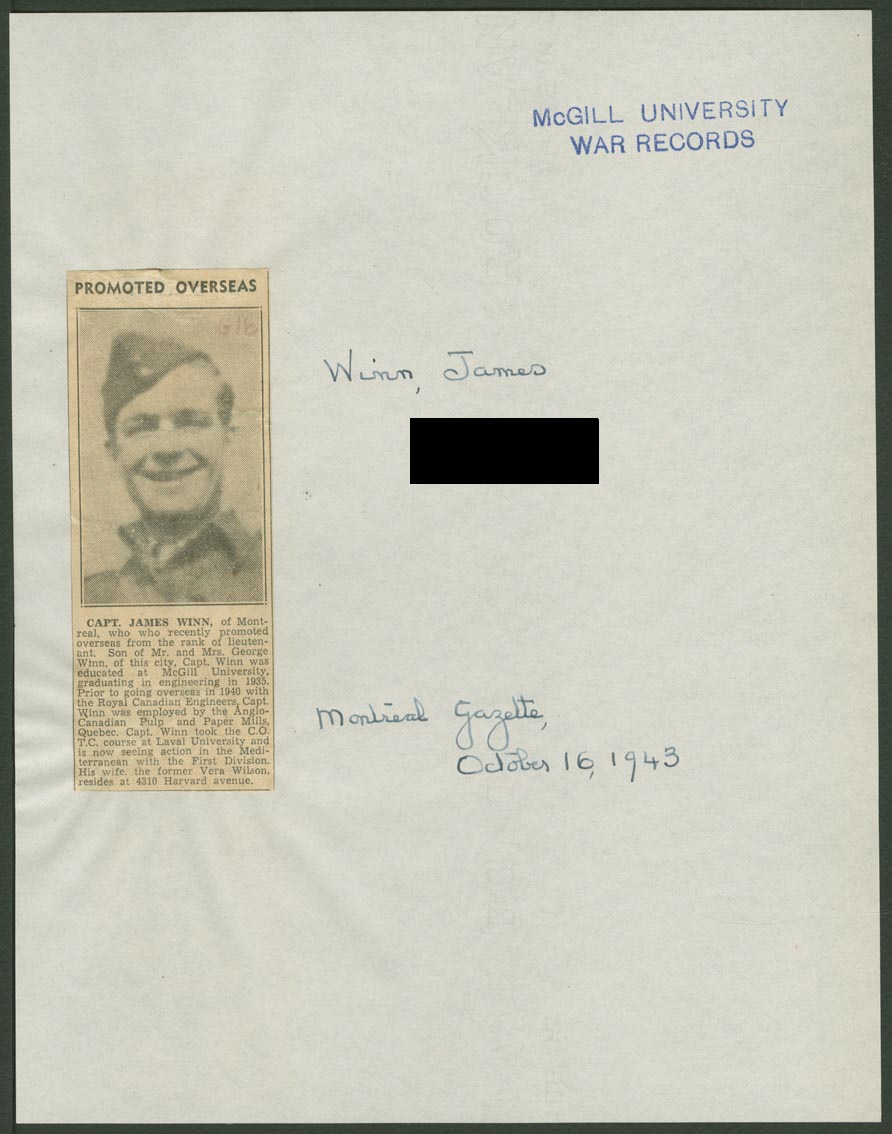 McGILL UNIVERSITY
WAR RECORDS
PROMOTED OVERSEAS
G16
Winn, James
CAPT. JAMES WINN, of Mont-
real, who who recently promoted
overseas from the rank of lieuten-
ant. Son of Mr. and Mrs. George
Winn, of this city, Capt. Winn was
educated at McGill University,
graduating in engineering in 1935.
Prior to going overseas in 1940 with
the Royal Canadian Engineers, Capt.
Winn was employed by the Anglo-
Canadian Pulp and Paper Mills,
Quebec. Capt. Winn took the C.O.
T.C. course at Laval University and
is now seeing action in the Medi-
terranean with the First Division.
His wife, the former Vera Wilson,
resides at 4310 Harvard avenue.
Montreal Gazette,
October 16, 1943